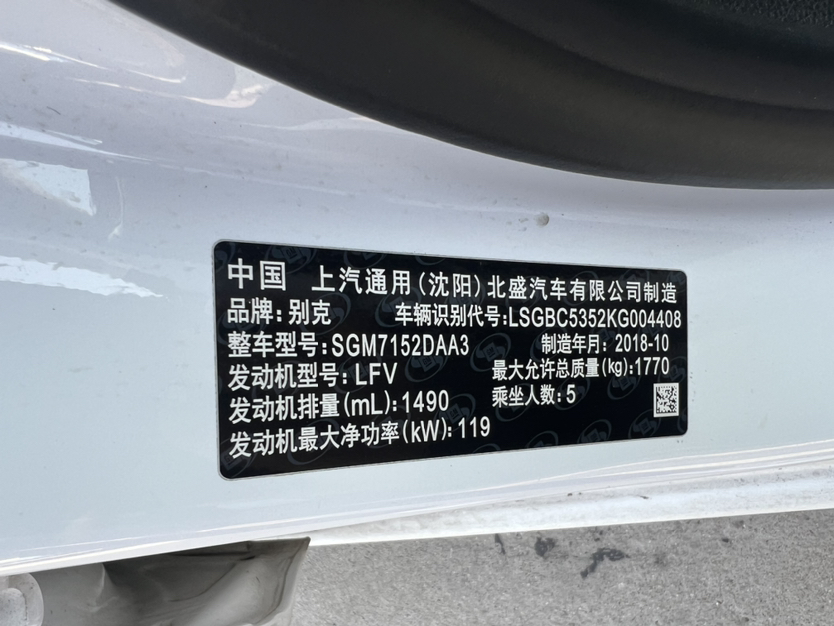 中国 上汽通用(沈阳)北盛汽车有限公司制造
品牌:别克 车辆识别代号:LSGBC5352KG004408
整车型号:SGM7152DAA3 制造年月:2018-10
发动机型号:LFV 最大允许总质量(kg):1770
发动机排量(mL):1490 乘坐人数:5
发动机最大净功率(kW):119